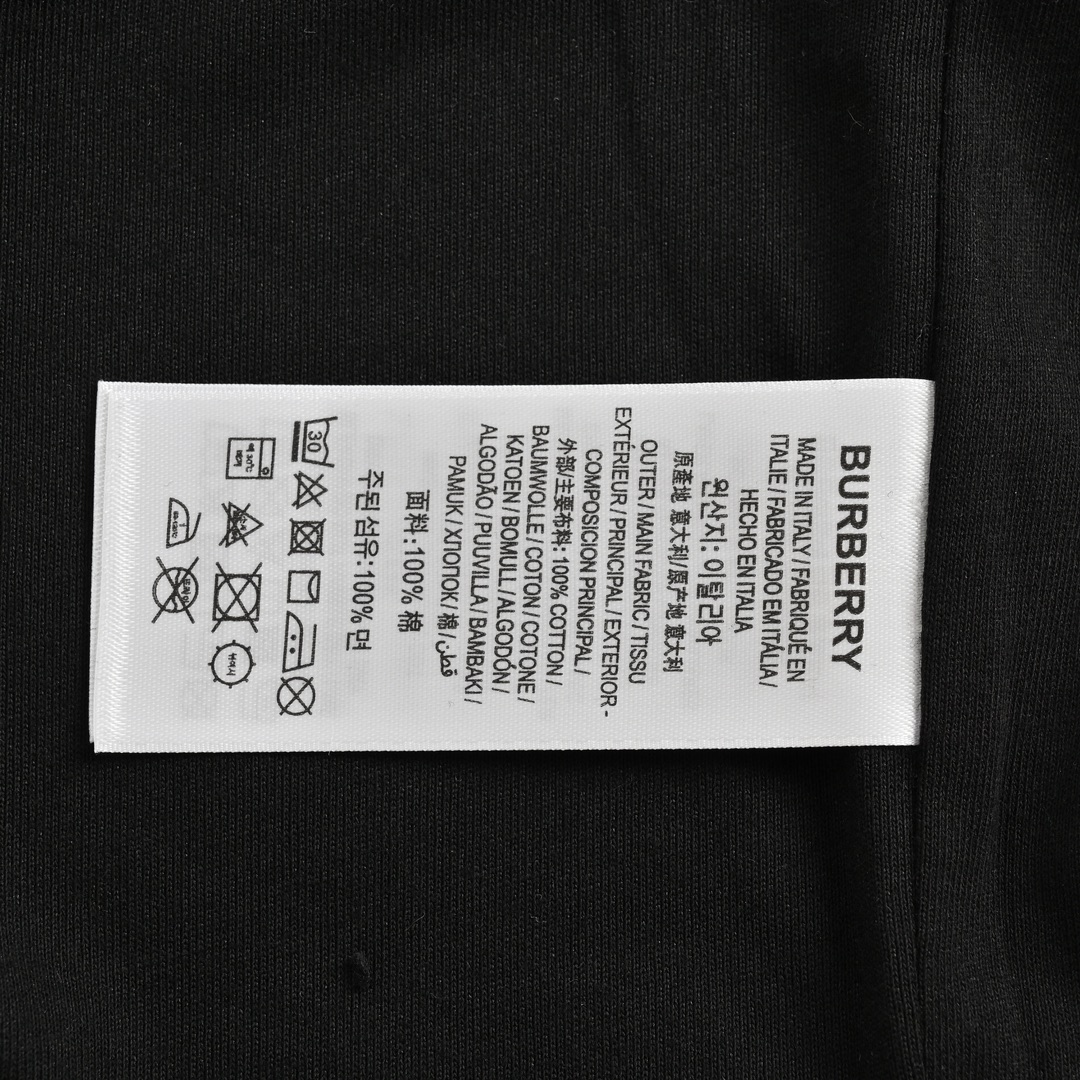 BURBERRY
MADE IN ITALY / FABRIQUÉ EN
ITALIE / FABRICADO EM ITÁLIA /
HECHO EN ITALIA
원산지: 이탈리아
原產地 意大利/原产地 意大利
OUTER / MAIN FABRIC / TISSU
EXTÉRIEUR / PRINCIPAL / EXTERIOR -
COMPOSICION PRINCIPAL /
外部/主要布料: 100% COTTON /
BAUMWOLLE / COTON / COTONE /
KATOEN / BOMULL / ALGODÓN /
ALGODÃO / PUUVILLA / BAMBAKI /
PAMUK / ХЛОПОК / 棉 / قطن
面料:100% 棉
주된섬유:100%면
30